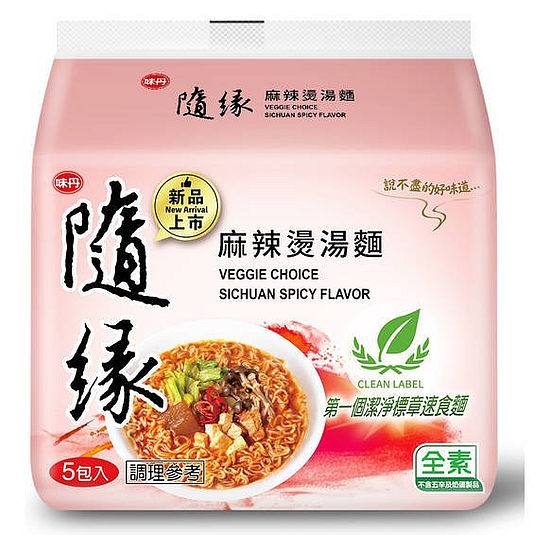 味丹
隨緣
麻辣燙湯麵
VEGGIE CHOICE
SICHUAN SPICY FLAVOR
味丹
隨緣
新品
New Arrival
上市
說不盡的好味道...
麻辣燙湯麵
VEGGIE CHOICE
SICHUAN SPICY FLAVOR
CLEAN LABEL
第一個潔淨標章速食麵
5包入
調理參考
全素
不含五辛及奶蛋製品